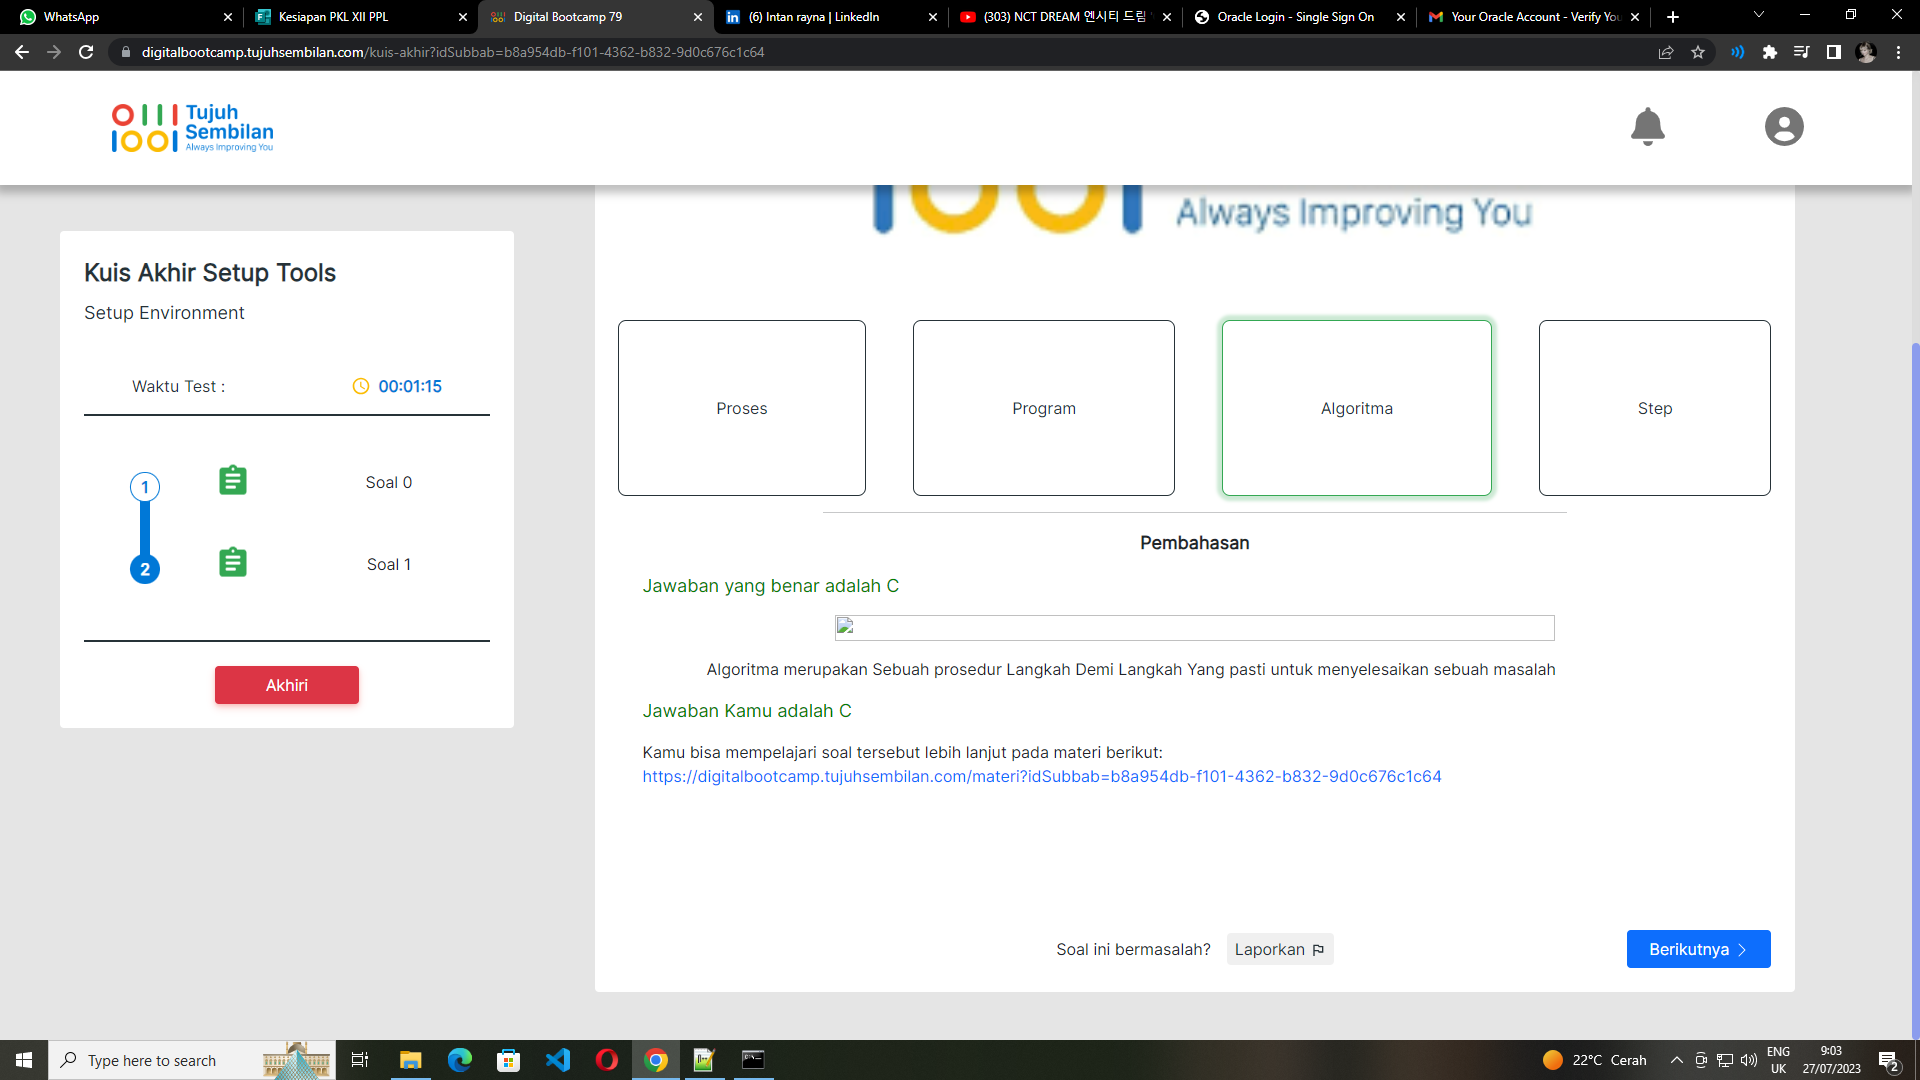 WhatsApp
Kesiapan PKL XII PPL
Digital Bootcamp 79
(6) Intan rayna | LinkedIn
(303) NCT DREAM 엔시티 드림
Oracle Login - Single Sign On
Your Oracle Account - Verify You
digitalbootcamp.tujuhsembilan.com/kuis-akhir?idSubbab=b8a954db-f101-4362-b832-9d0c676c1c64
Tujuh
Sembilan
Always Improving You
Always Improving You
Kuis Akhir Setup Tools
Setup Environment
Waktu Test :
00:01:15
1
Soal 0
2
Soal 1
Akhiri
Proses
Program
Algoritma
Step
Pembahasan
Jawaban yang benar adalah C
Algoritma merupakan Sebuah prosedur Langkah Demi Langkah Yang pasti untuk menyelesaikan sebuah masalah
Jawaban Kamu adalah C
Kamu bisa mempelajari soal tersebut lebih lanjut pada materi berikut:
https://digitalbootcamp.tujuhsembilan.com/materi?idSubbab=b8a954db-f101-4362-b832-9d0c676c1c64
Soal ini bermasalah?
Laporkan
Berikutnya
Type here to search
22°C Cerah
ENG
UK
9:03
27/07/2023
2